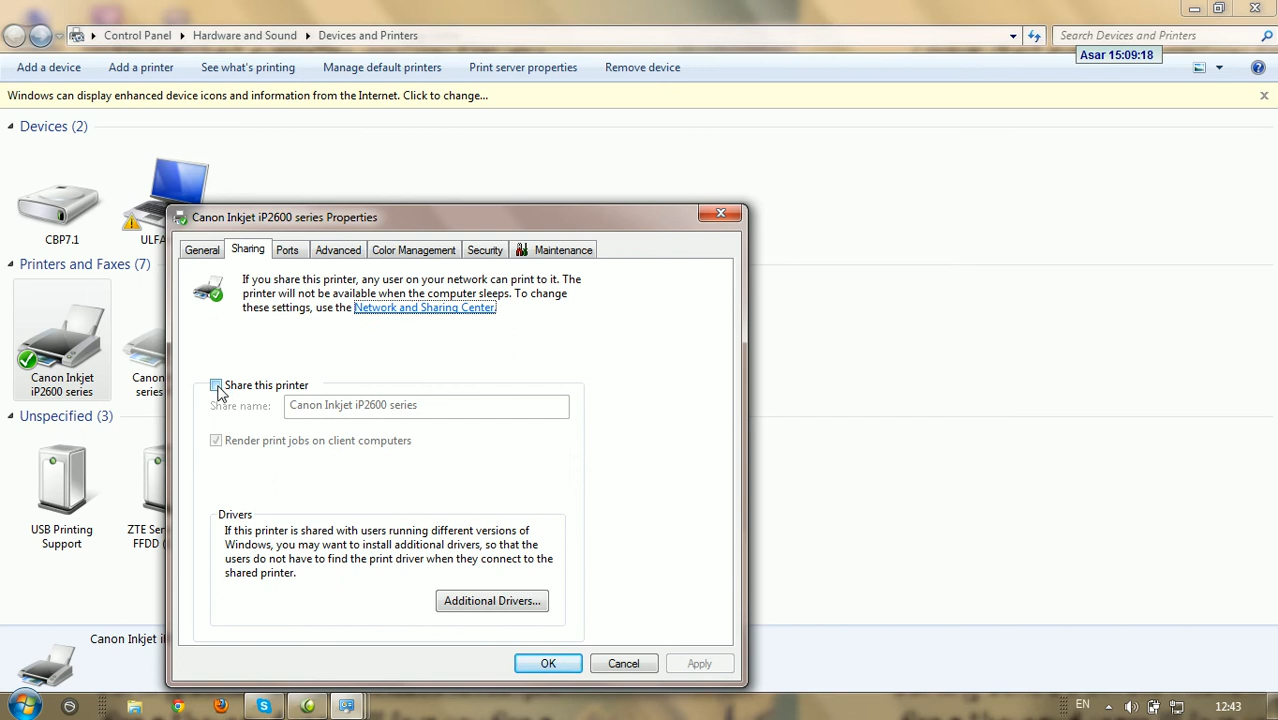 Control Panel
Hardware and Sound
Devices and Printers
Search Devices and Printers
Asar 15:09:18
Add a device
Add a printer
See what's printing
Manage default printers
Print server properties
Remove device
Windows can display enhanced device icons and information from the Internet. Click to change...
Devices (2)
CBP7.1
ULFA
Printers and Faxes (7)
Canon Inkjet
iP2600 series
Canon
series
Unspecified (3)
USB Printing
Support
ZTE Ser
FFDD (
Canon Inkjet iP2600 series Properties
General
Sharing
Ports
Advanced
Color Management
Security
Maintenance
If you share this printer, any user on your network can print to it. The
printer will not be available when the computer sleeps. To change
these settings, use the Network and Sharing Center.
Share this printer
Share name:
Canon Inkjet iP2600 series
Render print jobs on client computers
Drivers
If this printer is shared with users running different versions of
Windows, you may want to install additional drivers, so that the
users do not have to find the print driver when they connect to the
shared printer.
Additional Drivers...
OK
Cancel
Apply
Canon Inkjet
EN
12:43